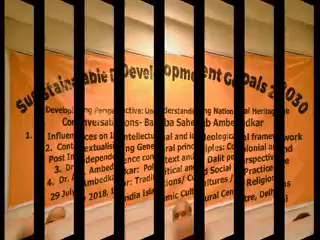 Sustainable Development Goals 2030
Developing Perspective: Understanding National Heritage
Conversations- Baba Saheb Ambedkar
1. Influences on Intellectual and ideological framework
2. Contextualising General principles: Colonial and
Post Independence context and Dalit perspective
3. Dr. Ambedkar: Political and Social Practice
4. Dr. Ambedkar: Traditions/ Cultures/ Religions
29 July 2018, India Islamic Cultural Centre, Delhi